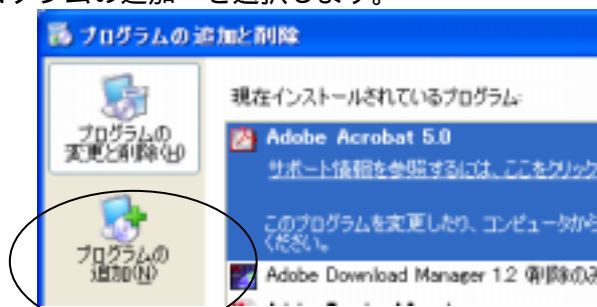 ログラムの追加"を選択します。
プログラムの追加と削除
プログラムの
変更と削除(H)
現在インストールされているプログラム:
Adobe Acrobat 5.0
サポート情報を参照するには、ここをクリック
このプログラムを変更したり、コンピュータから
ください。
プログラムの
追加(N)
Adobe Download Manager 1.2 (削除のみ